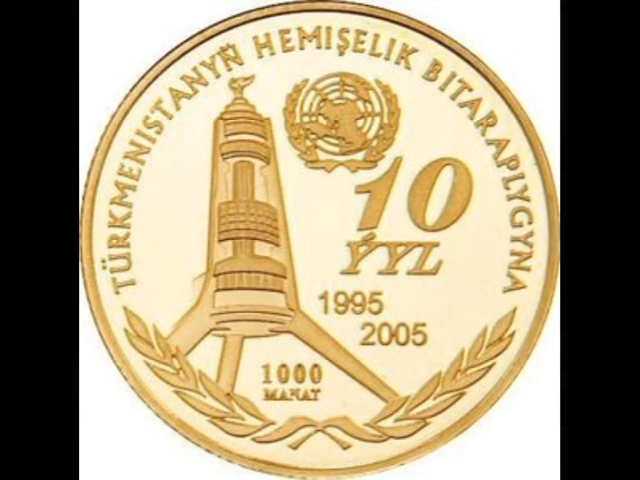 TÜRKMENISTANYŇ HEMIŞELIK BITARAPLYGYNA
10
ÝYL
1995
2005
1000
MANAT